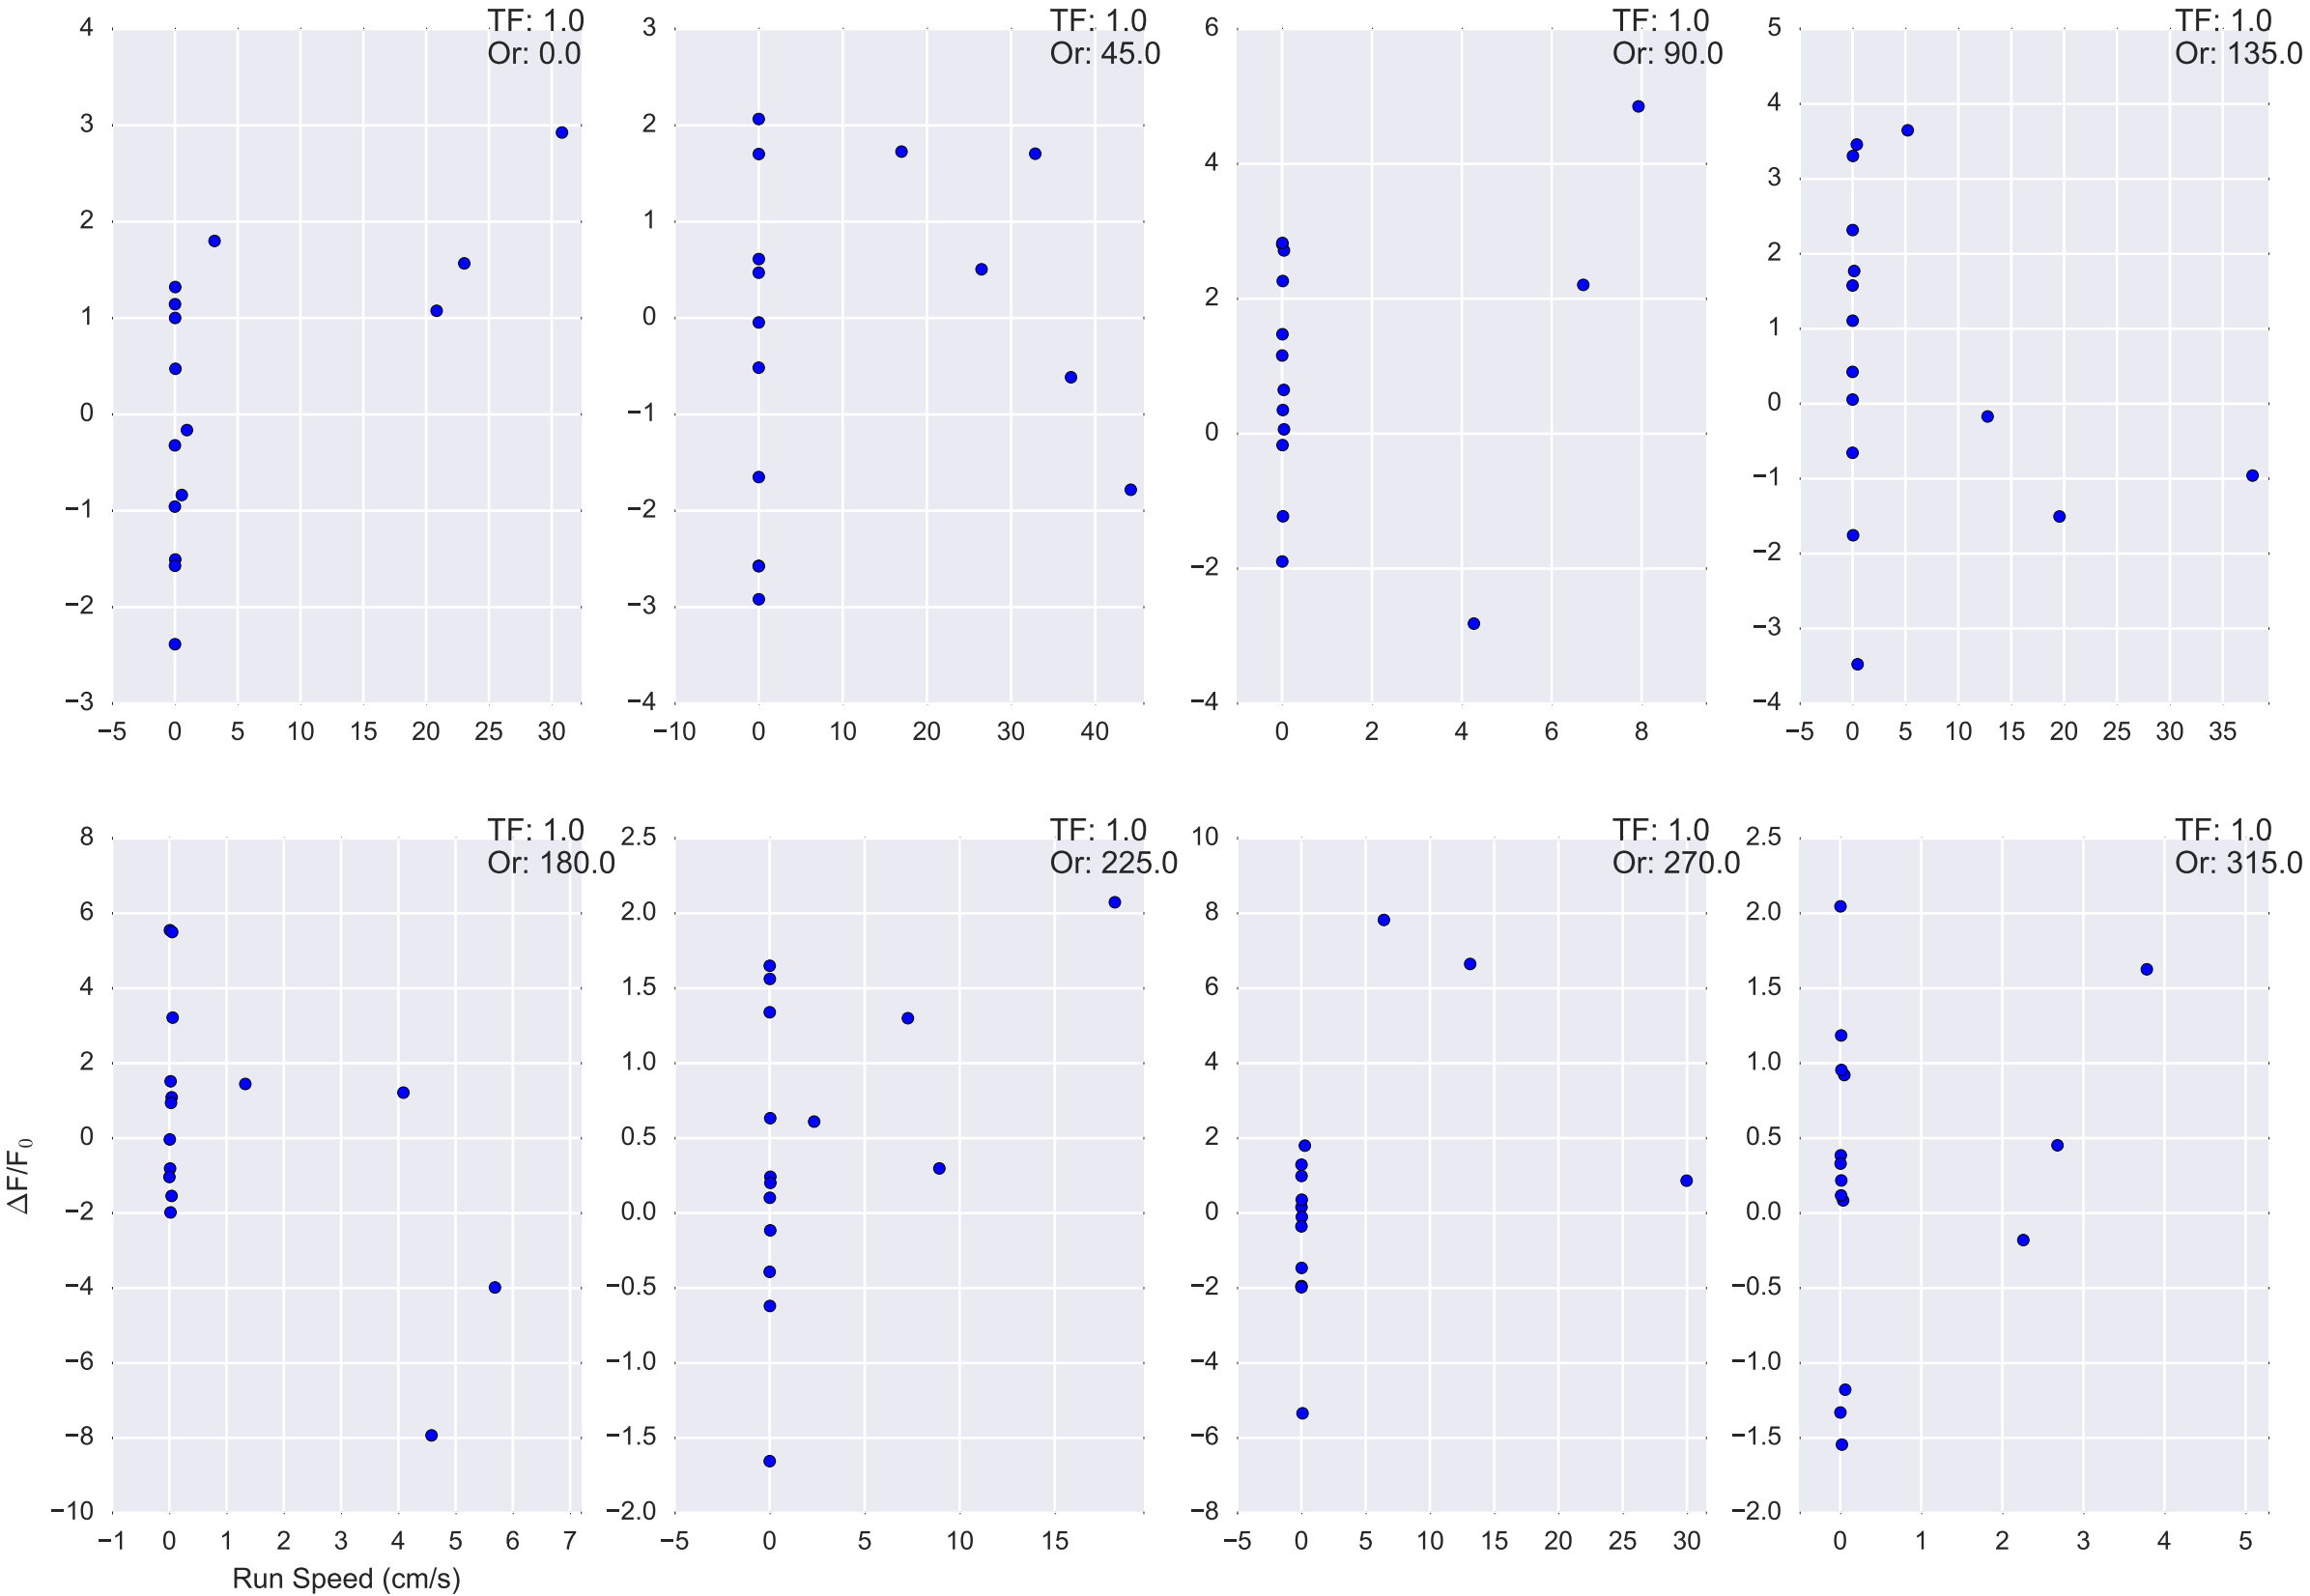 TF: 1.0
Or: 0.0
4
3
2
1
0
−1
−2
−3
−5 0 5 10 15 20 25 30
TF: 1.0
Or: 45.0
3
2
1
0
−1
−2
−3
−4
−10 0 10 20 30 40
TF: 1.0
Or: 90.0
6
4
2
0
−2
−4
0 2 4 6 8
TF: 1.0
Or: 135.0
5
4
3
2
1
0
−1
−2
−3
−4
−5 0 5 10 15 20 25 30 35
TF: 1.0
Or: 180.0
8
6
4
2
0
−2
−4
−6
−8
−10
−1 0 1 2 3 4 5 6 7
ΔF/F₀
Run Speed (cm/s)
TF: 1.0
Or: 225.0
2.5
2.0
1.5
1.0
0.5
0.0
−0.5
−1.0
−1.5
−2.0
−5 0 5 10 15
TF: 1.0
Or: 270.0
10
8
6
4
2
0
−2
−4
−6
−8
−5 0 5 10 15 20 25 30
TF: 1.0
Or: 315.0
2.5
2.0
1.5
1.0
0.5
0.0
−0.5
−1.0
−1.5
−2.0
0 1 2 3 4 5